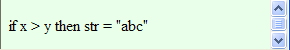 if x > y then str = "abc"